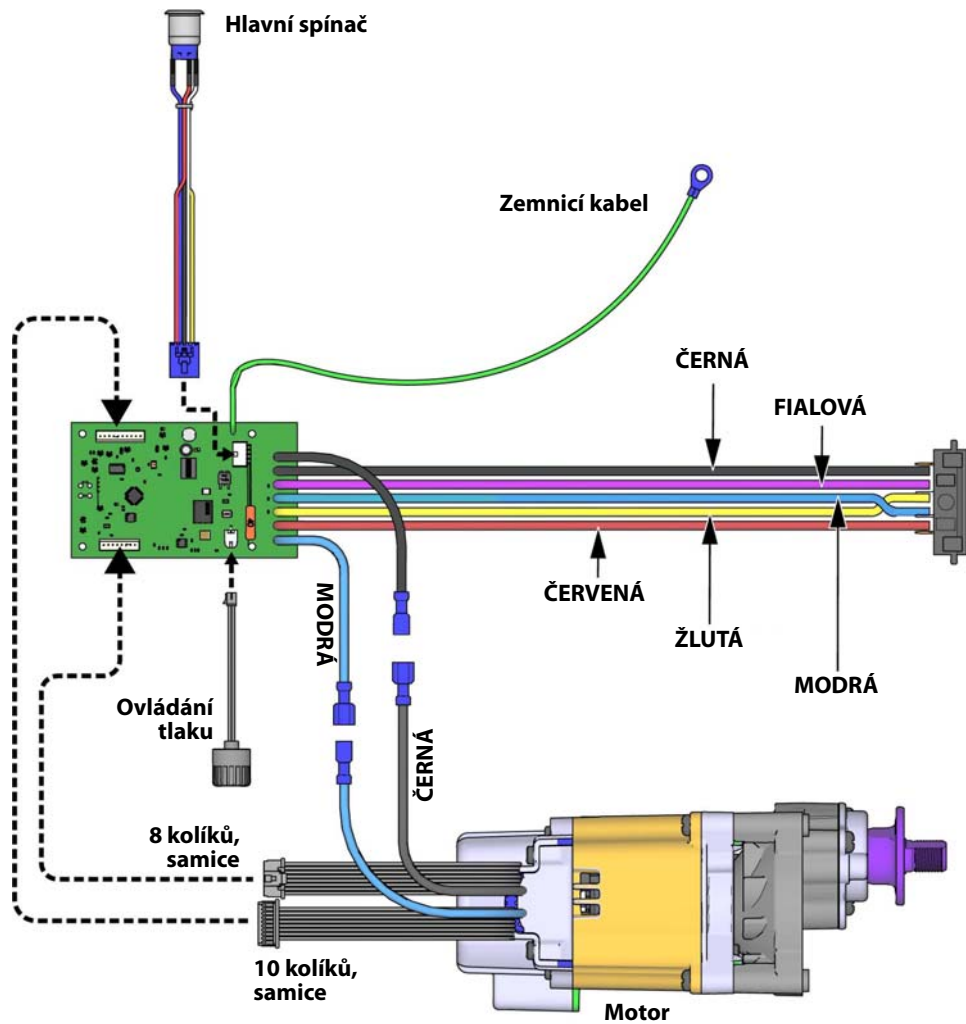 Hlavní spínač
Zemnicí kabel
ČERNÁ
FIALOVÁ
ČERVENÁ
ŽLUTÁ
MODRÁ
MODRÁ
ČERNÁ
Ovládání
tlaku
8 kolíků,
samice
10 kolíků,
samice
Motor